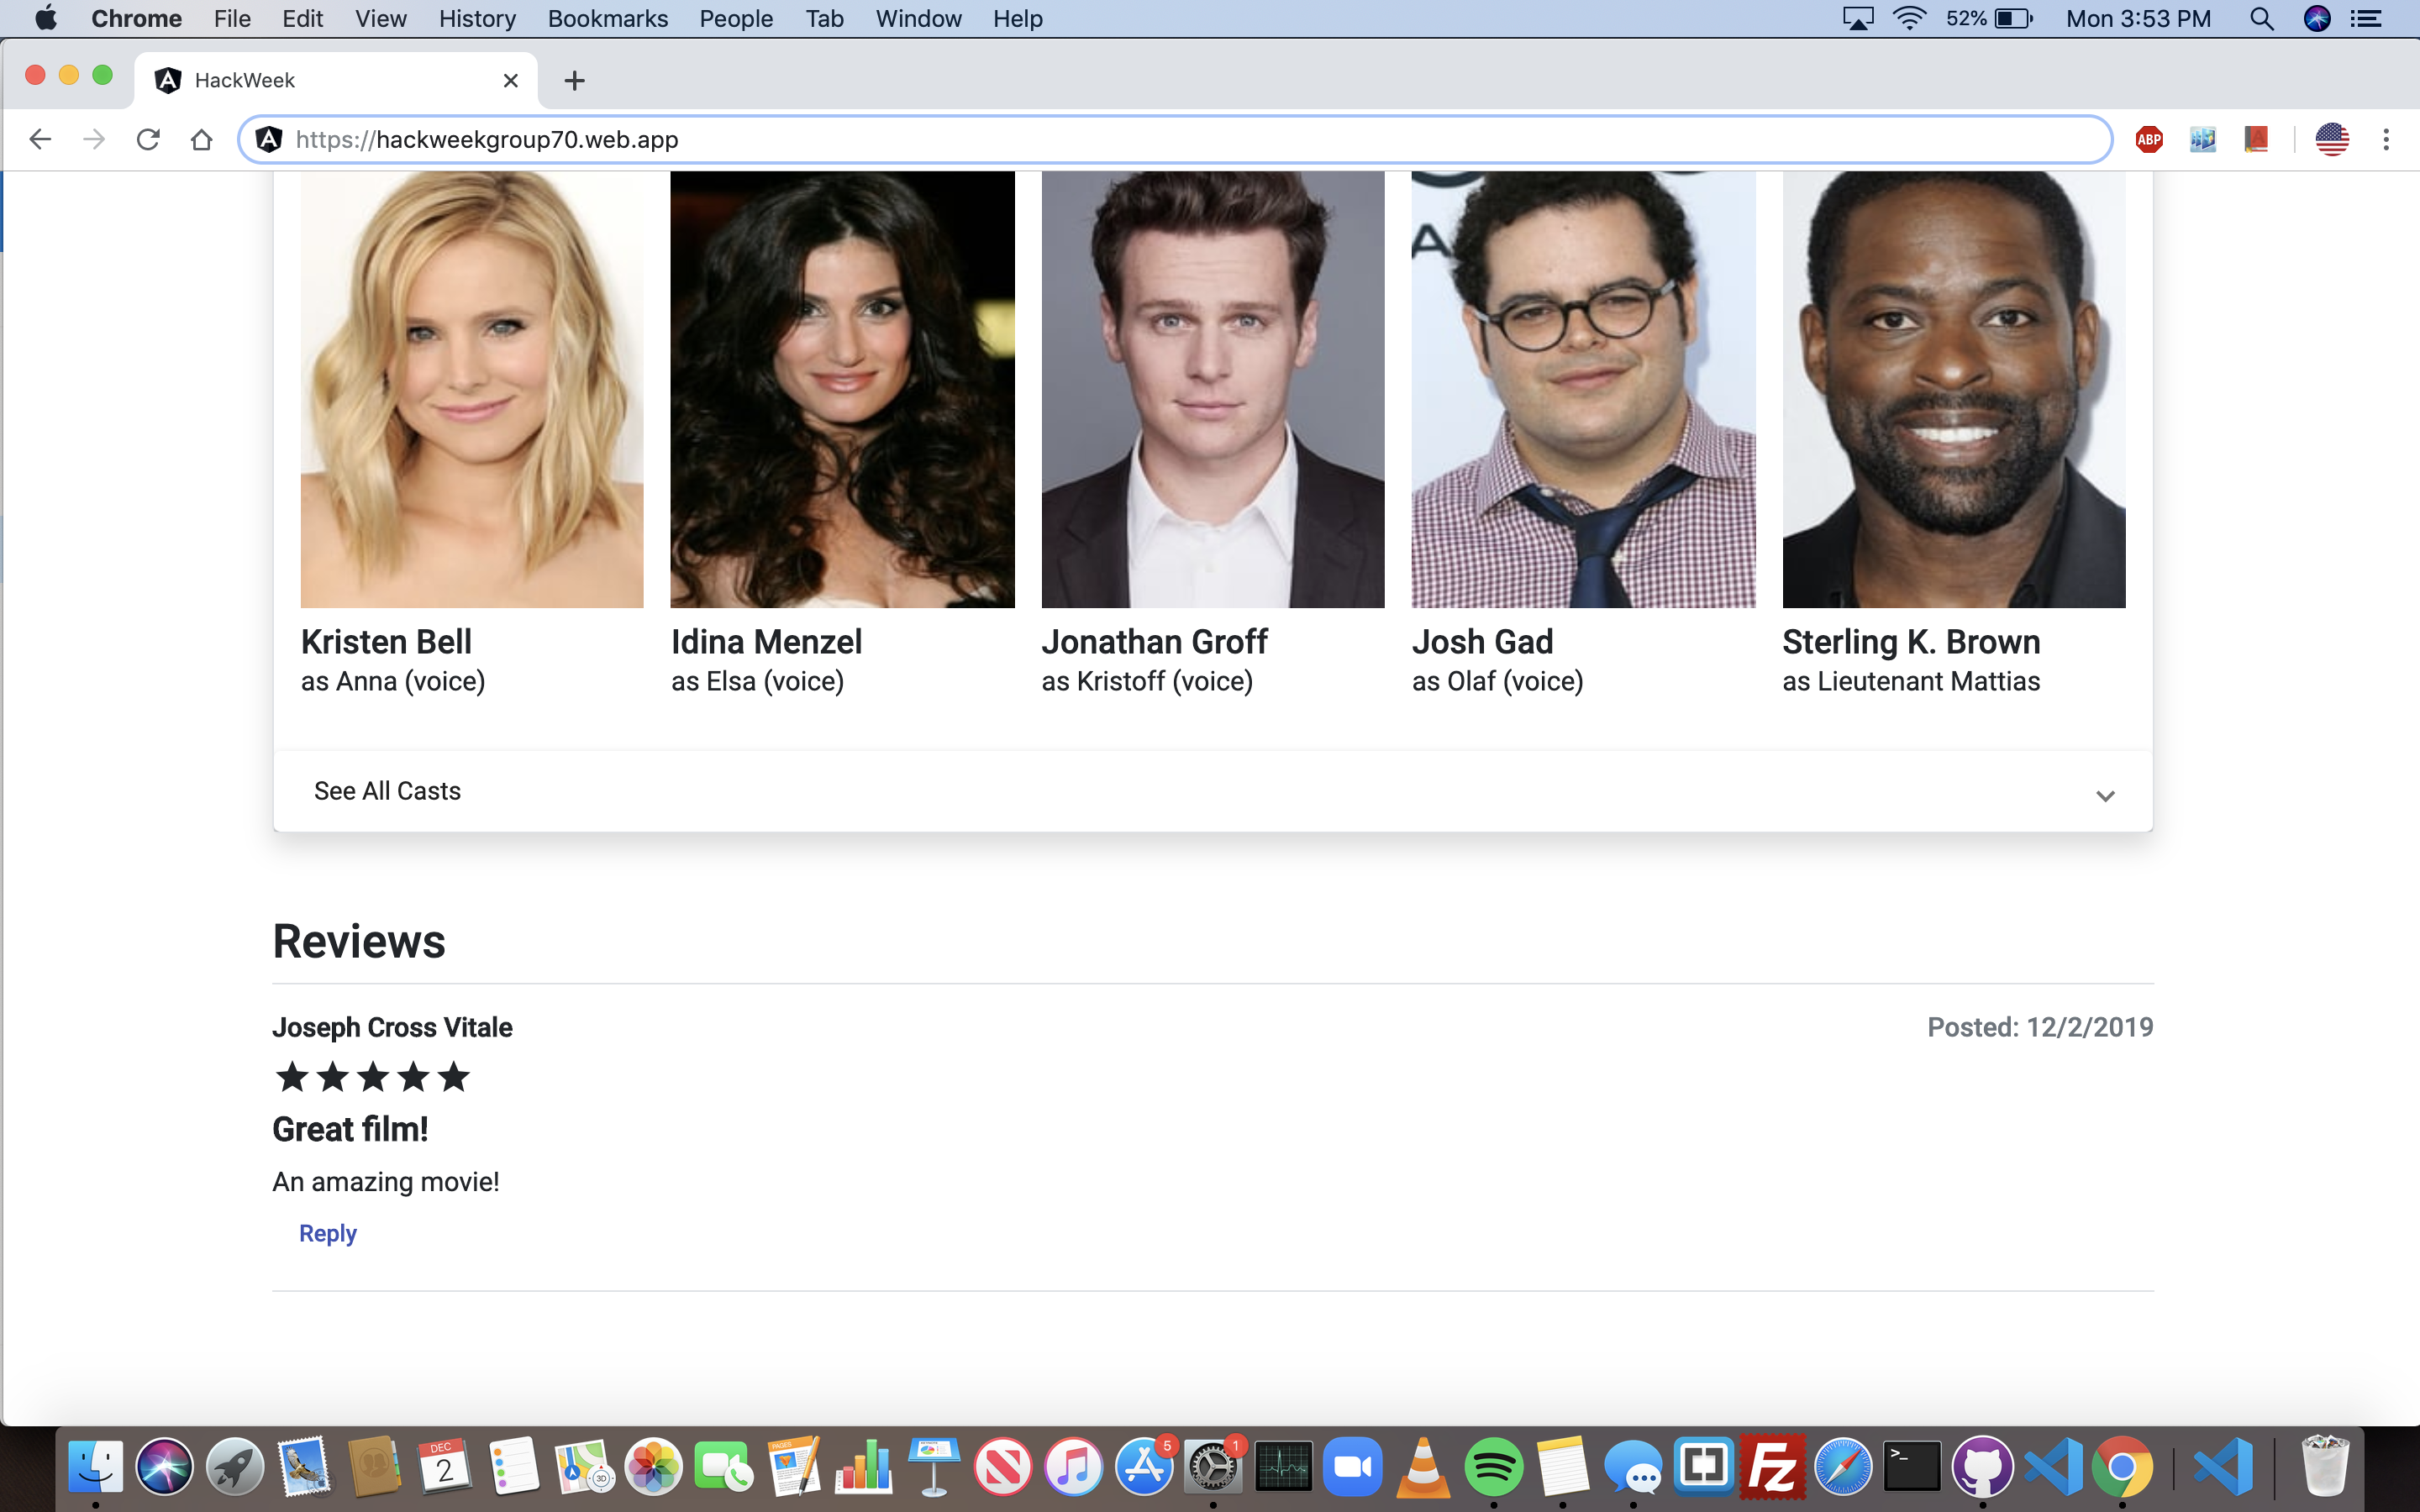 Chrome File Edit View History Bookmarks People Tab Window Help 52% Mon 3:53 PM
HackWeek
https://hackweekgroup70.web.app
ABP
A
Kristen Bell
as Anna (voice)
Idina Menzel
as Elsa (voice)
Jonathan Groff
as Kristoff (voice)
Josh Gad
as Olaf (voice)
Sterling K. Brown
as Lieutenant Mattias
See All Casts
Reviews
Joseph Cross Vitale
Posted: 12/2/2019
Great film!
An amazing movie!
Reply
DEC
2
3D
PAGES
5
1
>_
Fz